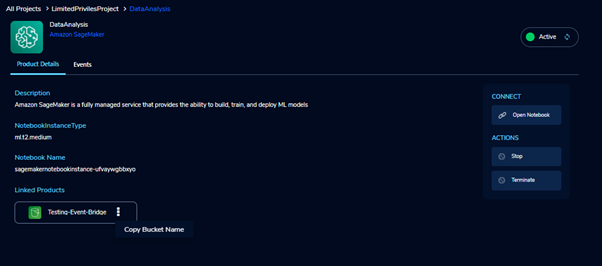 All Projects > LimitedPrivilesProject > DataAnalysis
DataAnalysis
Amazon SageMaker
Active
Product Details Events
Description
Amazon SageMaker is a fully managed service that provides the ability to build, train, and deploy ML models
NotebookInstanceType
ml.t2.medium
Notebook Name
sagemakernotebookinstance-ufvaywgbbxyo
Linked Products
Testing-Event-Bridge
Copy Bucket Name
CONNECT
Open Notebook
ACTIONS
Stop
Terminate